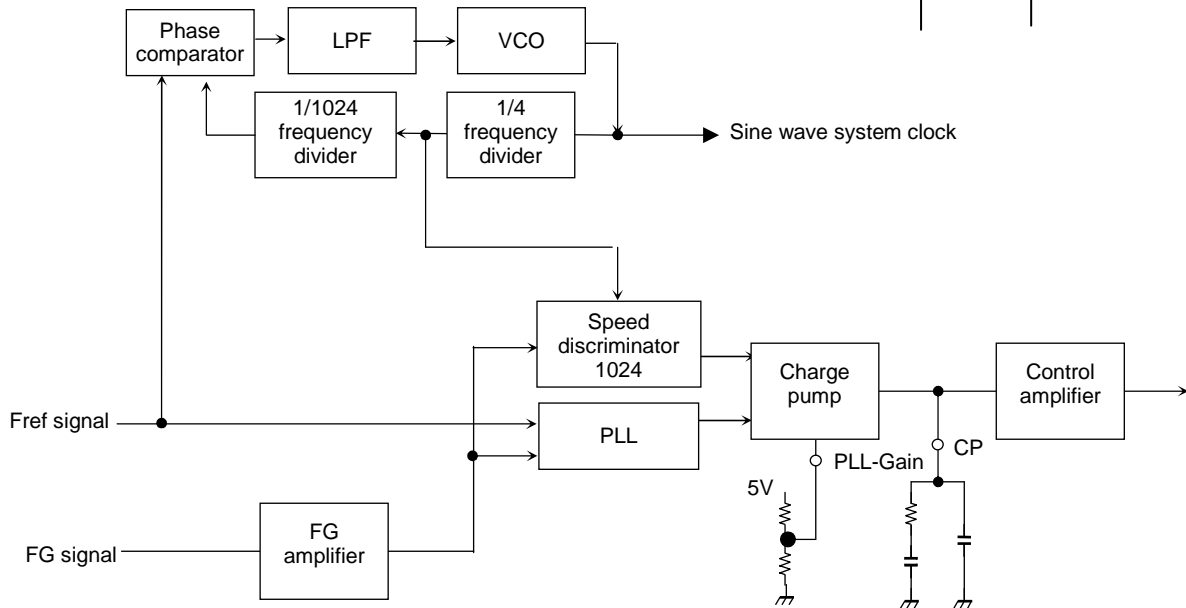 Phase
comparator
LPF
VCO
1/1024
frequency
divider
1/4
frequency
divider
Sine wave system clock
Speed
discriminator
1024
Charge
pump
Control
amplifier
Fref signal
PLL
PLL-Gain
CP
5V
FG
amplifier
FG signal